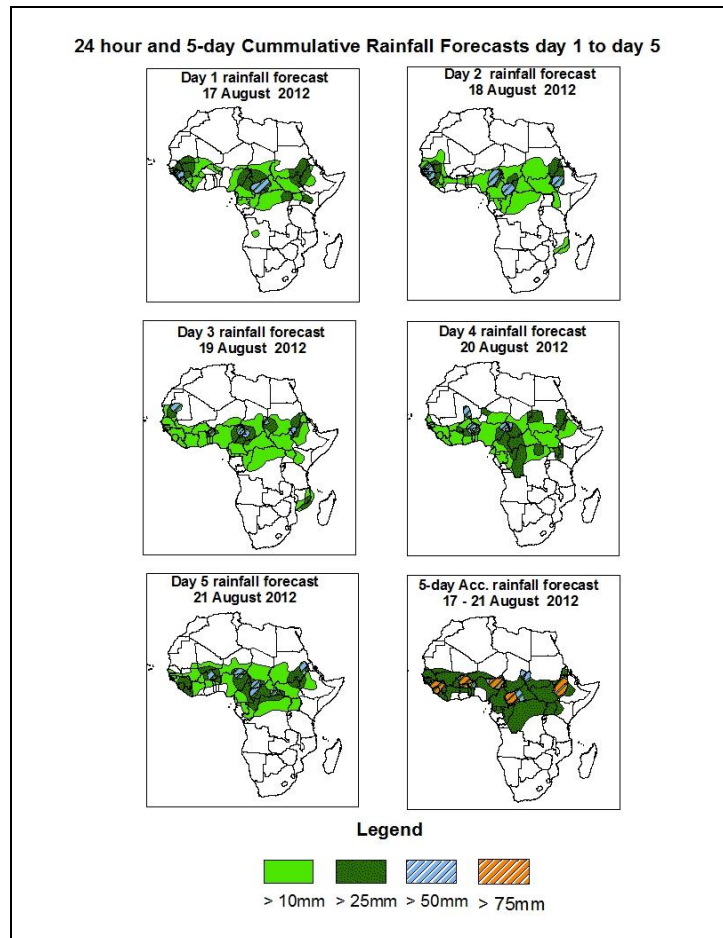 24 hour and 5-day Cummulative Rainfall Forecasts day 1 to day 5
Day 1 rainfall forecast
17 August 2012
Day 2 rainfall forecast
18 August 2012
Day 3 rainfall forecast
19 August 2012
Day 4 rainfall forecast
20 August 2012
Day 5 rainfall forecast
21 August 2012
5-day Acc. rainfall forecast
17 - 21 August 2012
Legend
> 10mm > 25mm > 50mm > 75mm